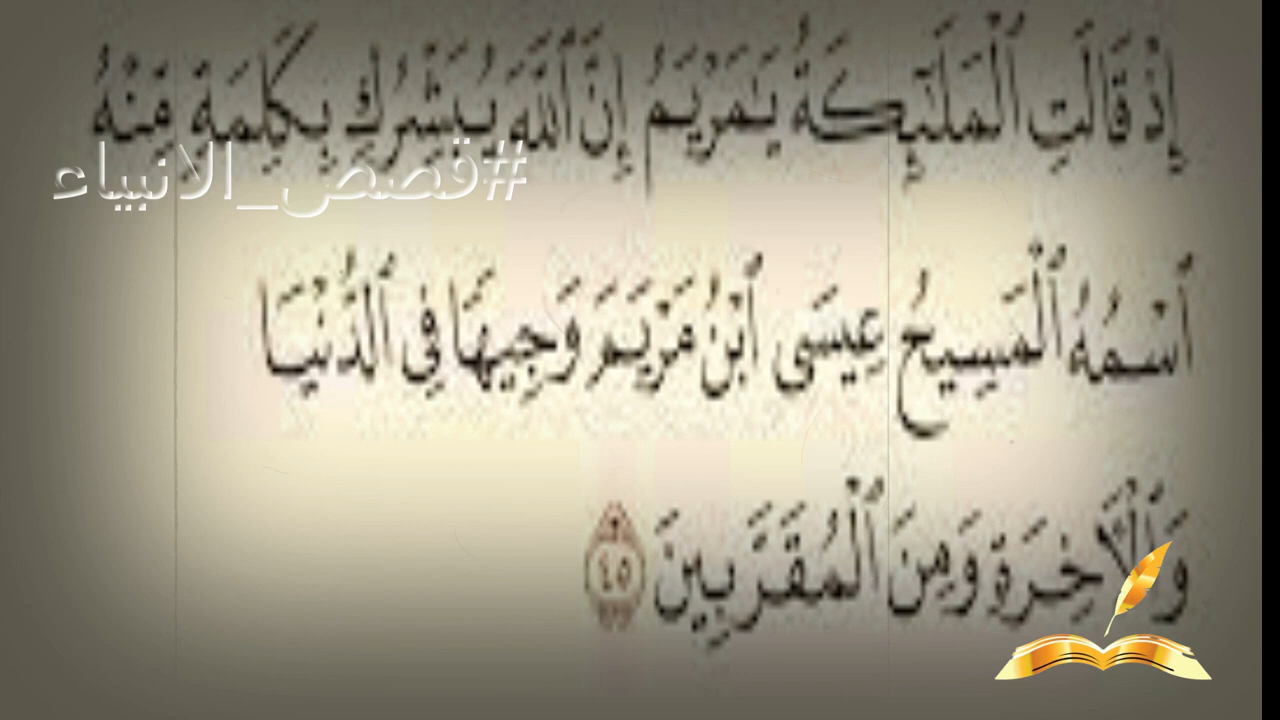 إِذْ قَالَتِ ٱلْمَلَٰٓئِكَةُ يَٰمَرْيَمُ إِنَّ ٱللَّهَ يُبَشِّرُكِ بِكَلِمَةٍ مِّنْهُ
#قصص_الانبياء
ٱسْمُهُ ٱلْمَسِيحُ عِيسَى ٱبْنُ مَرْيَمَ وَجِيهًا فِى ٱلدُّنْيَا
وَٱلْءَاخِرَةِ وَمِنَ ٱلْمُقَرَّبِينَ ٤٥